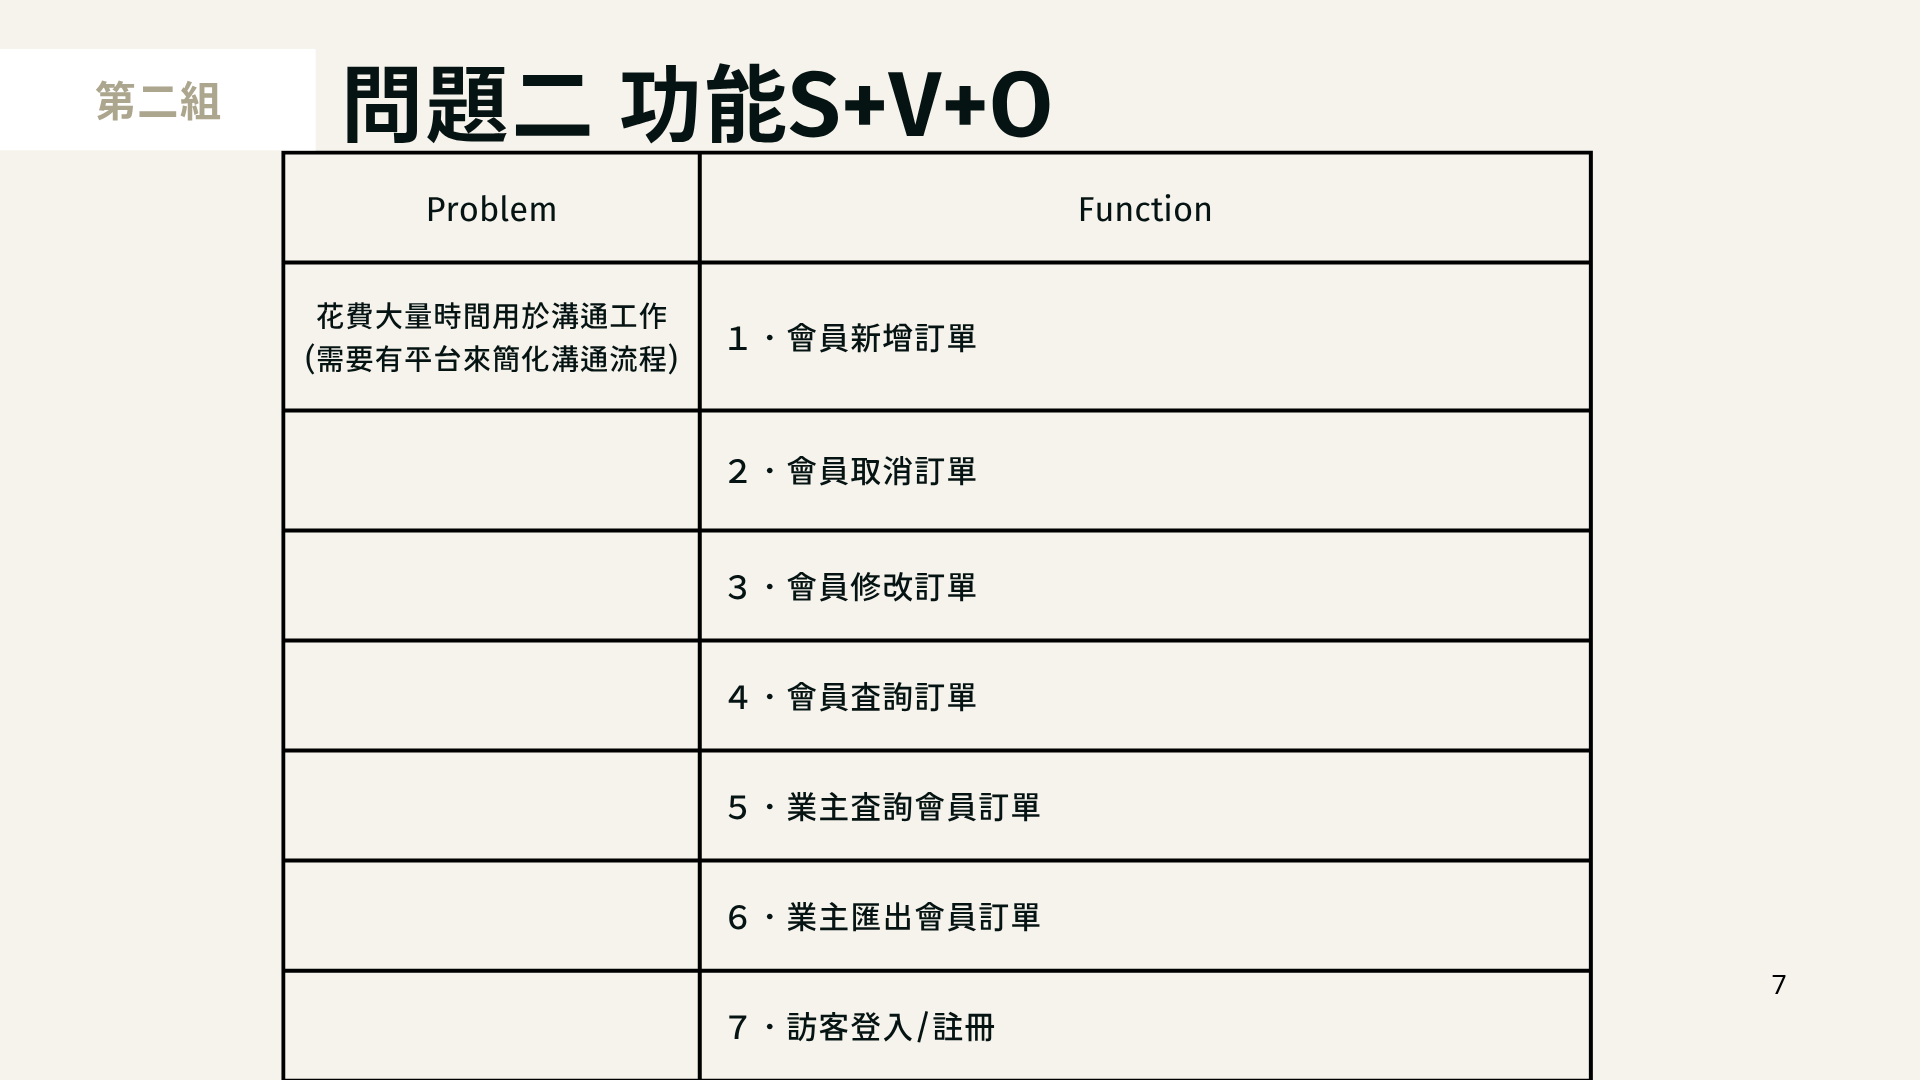 第二組
問題二 功能S+V+O
Problem
Function
花費大量時間用於溝通工作
(需要有平台來簡化溝通流程)
1．會員新增訂單
2．會員取消訂單
3．會員修改訂單
4．會員查詢訂單
5．業主查詢會員訂單
6．業主匯出會員訂單
7．訪客登入/註冊
7